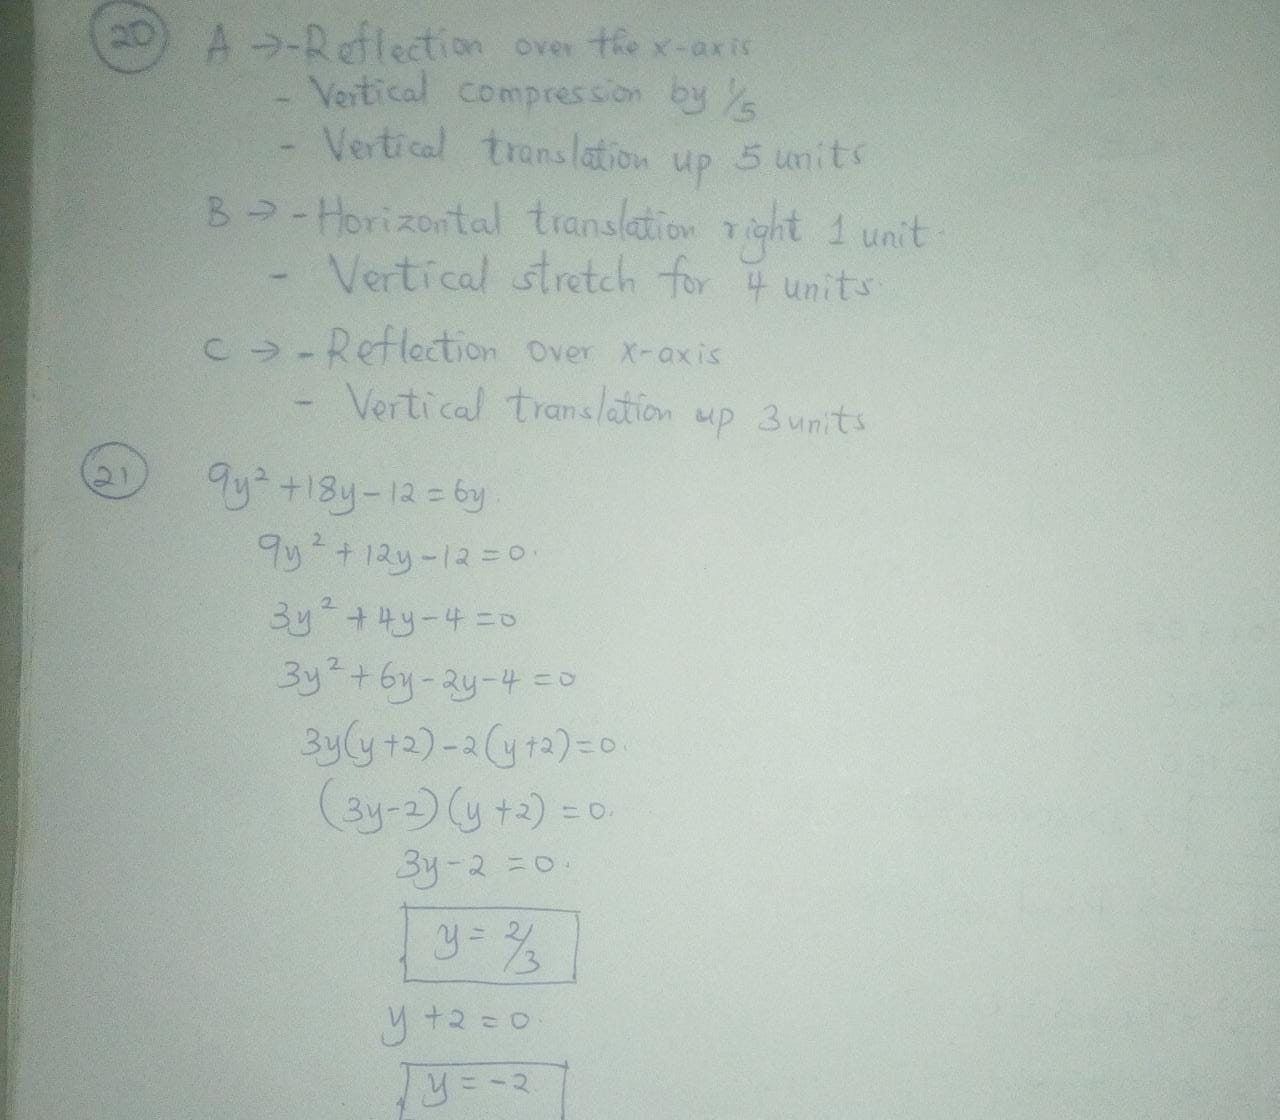 20 A → - Reflection over the x-axis
- Vertical compression by 1/5
- Vertical translation up 5 units
B → - Horizontal translation right 1 unit
- Vertical stretch for 4 units
C → - Reflection over x-axis
- Vertical translation up 3 units
21 9y² + 18y - 12 = 6y.
9y² + 12y - 12 = 0.
3y² + 4y - 4 = 0
3y² + 6y - 2y - 4 = 0
3y(y+2) - 2(y+2) = 0.
(3y-2)(y+2) = 0.
3y - 2 = 0.
y = 2/3
y + 2 = 0.
y = -2